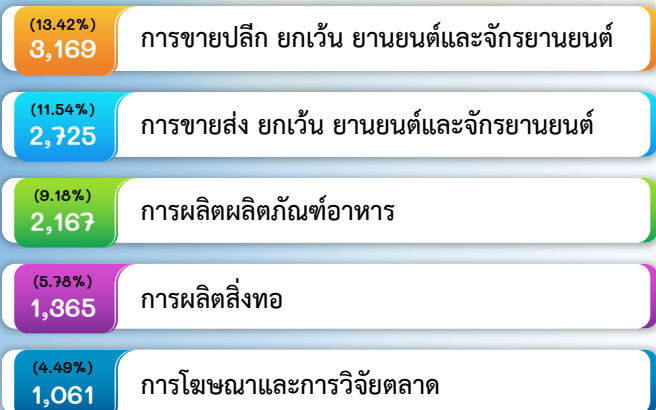 (13.42%)
3,169
การขายปลีก ยกเว้น ยานยนต์และจักรยานยนต์
(11.54%)
2,725
การขายส่ง ยกเว้น ยานยนต์และจักรยานยนต์
(9.18%)
2,167
การผลิตผลิตภัณฑ์อาหาร
(5.78%)
1,365
การผลิตสิ่งทอ
(4.49%)
1,061
การโฆษณาและการวิจัยตลาด